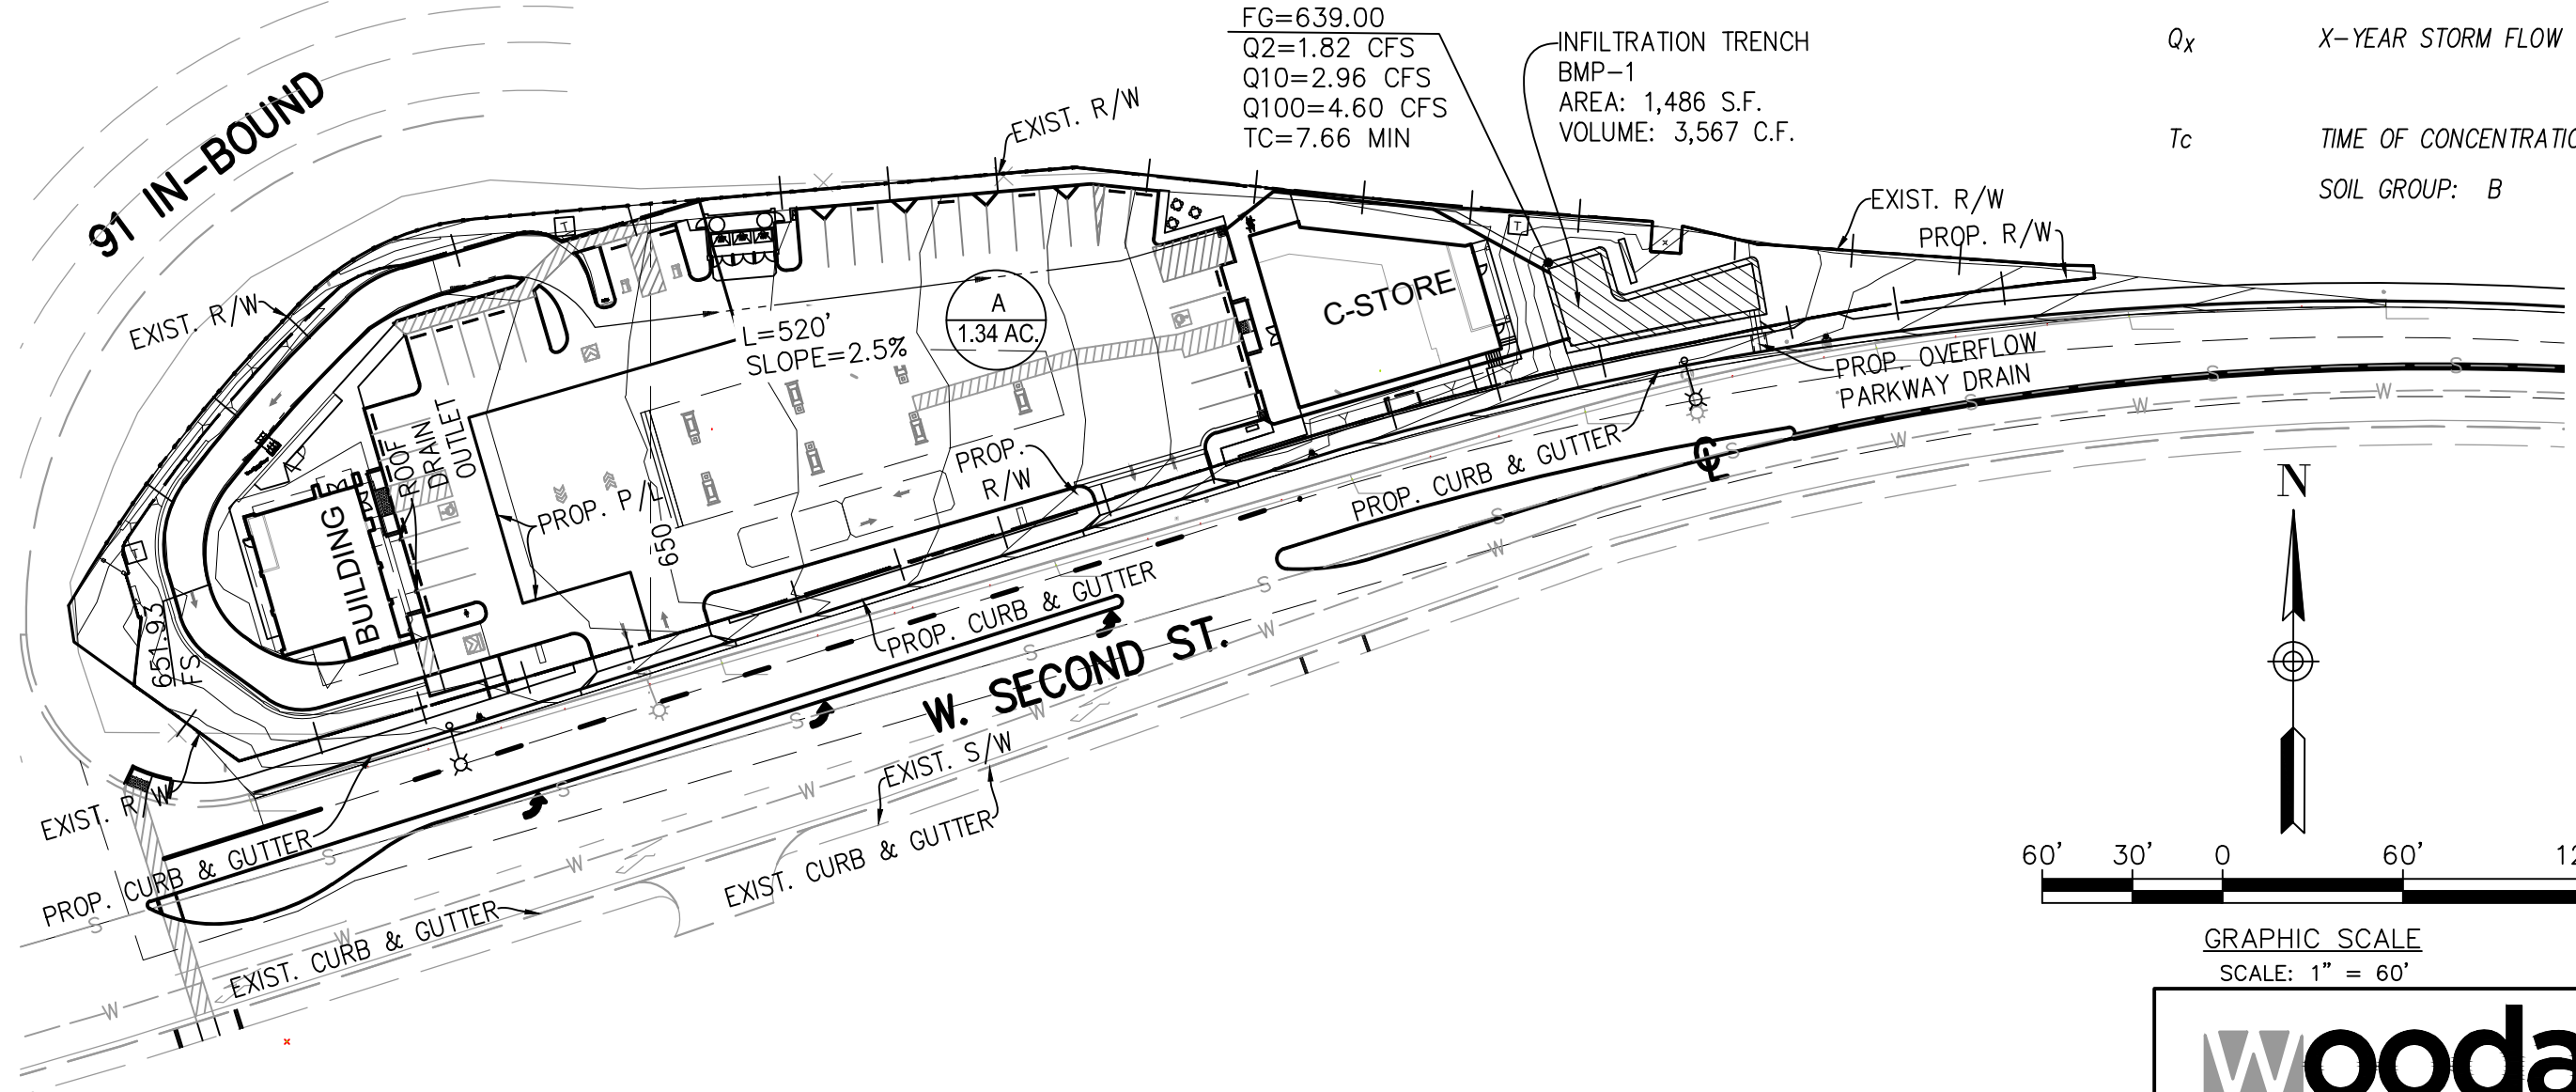 FG=639.00
Q2=1.82 CFS
Q10=2.96 CFS
Q100=4.60 CFS
TC=7.66 MIN
INFILTRATION TRENCH
BMP-1
AREA: 1,486 S.F.
VOLUME: 3,567 C.F.
Qx
X-YEAR STORM FLOW
Tc
TIME OF CONCENTRATIO
SOIL GROUP: B
91 IN-BOUND
EXIST. R/W
EXIST. R/W
PROP. R/W
EXIST. R/W
T
T
T
A
1.34 AC.
L=520'
SLOPE=2.5%
C-STORE
PROP. OVERFLOW
PARKWAY DRAIN
ROOF
DRAIN
OUTLET
PROP.
R/W
PROP. P/L
650
BUILDING
651.93
FS
PROP. CURB & GUTTER
CL
PROP. CURB & GUTTER
W. SECOND ST.
EXIST. S/W
EXIST. R/W
PROP. CURB & GUTTER
EXIST. CURB & GUTTER
EXIST. CURB & GUTTER
S
S
S
S
S
S
S
S
S
S
S
W
W
W
W
W
W
W
W
W
W
N
60' 30' 0 60' 12
GRAPHIC SCALE
SCALE: 1" = 60'
wooda